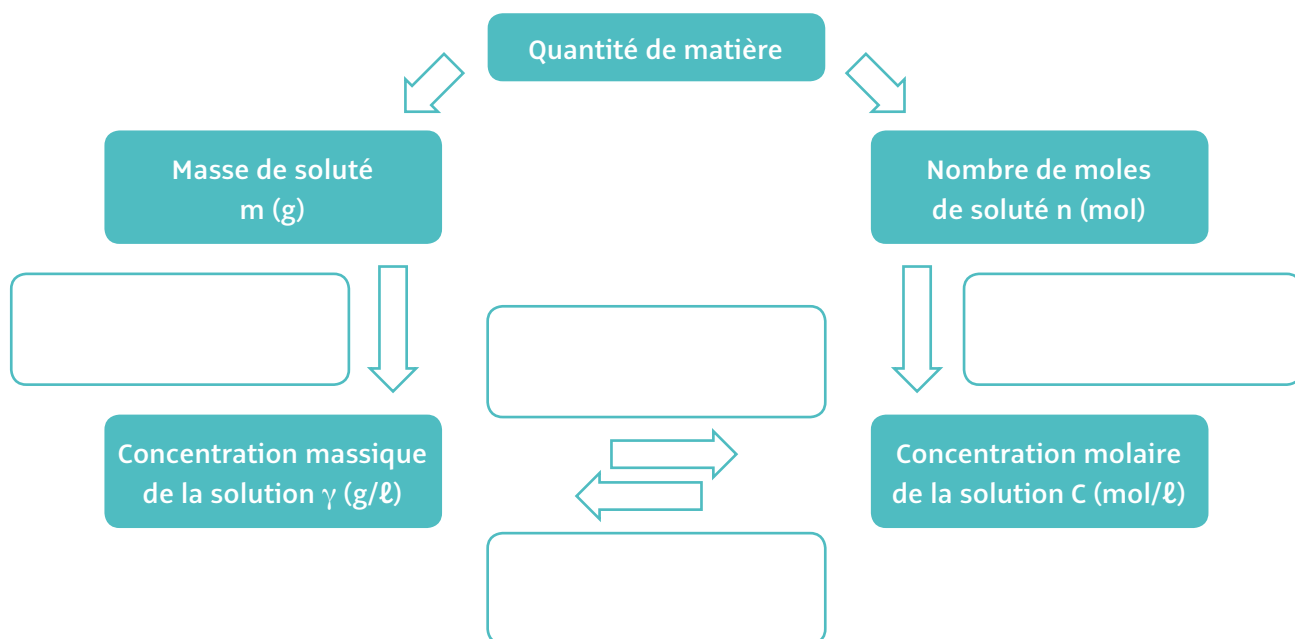 Quantité de matière
Masse de soluté
m (g)
Nombre de moles
de soluté n (mol)
Concentration massique
de la solution γ (g/ℓ)
Concentration molaire
de la solution C (mol/ℓ)